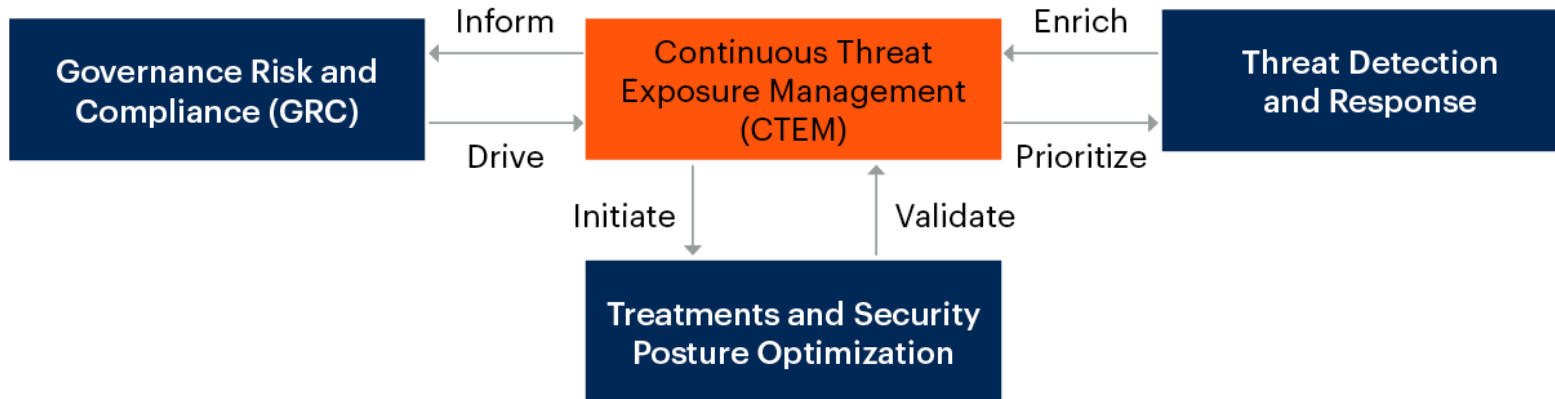 Inform
Governance Risk and
Compliance (GRC)
Drive
Continuous Threat
Exposure Management
(CTEM)
Enrich
Threat Detection
and Response
Prioritize
Initiate
Validate
Treatments and Security
Posture Optimization